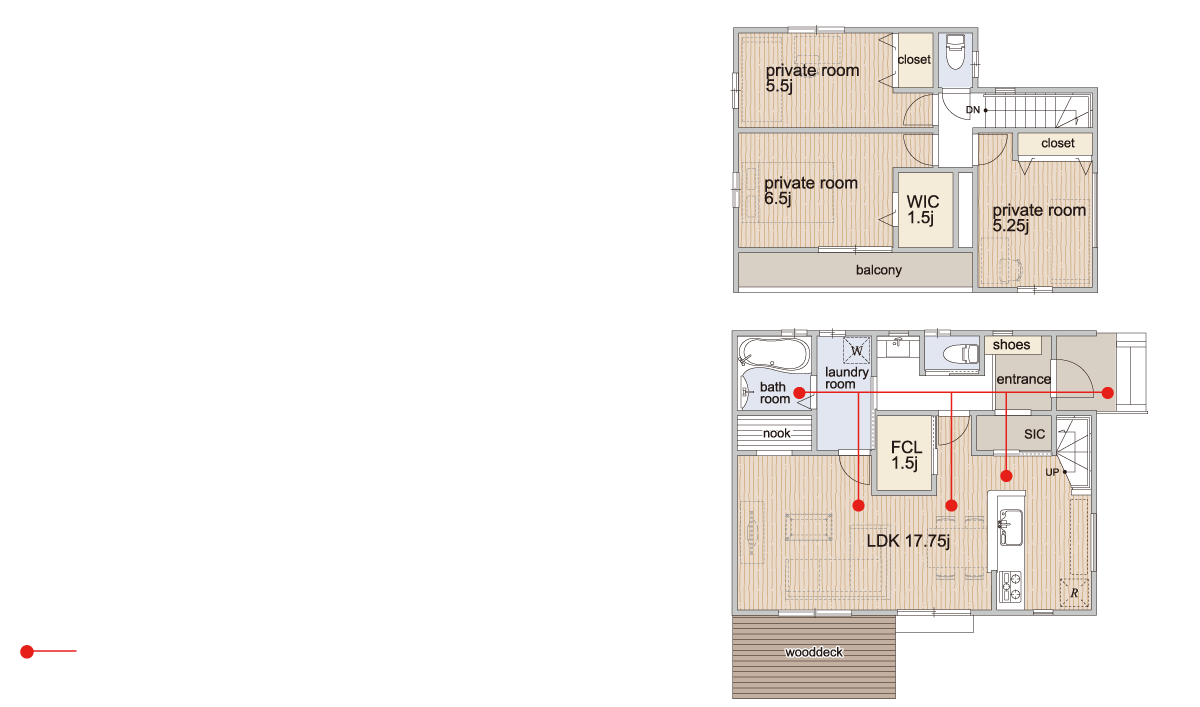 closet
private room
5.5j
DN
closet
private room
6.5j
WIC
1.5j
private room
5.25j
balcony
shoes
W
laundry
room
entrance
bath
room
nook
FCL
1.5j
SIC
UP
LDK 17.75j
R
wooddeck